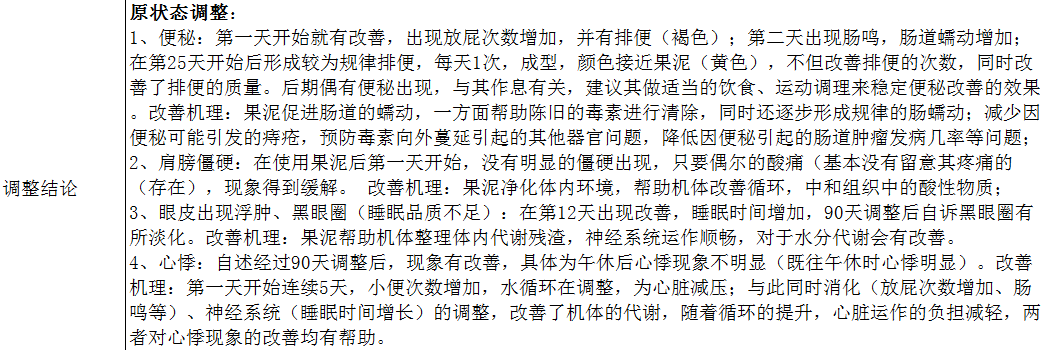 原状态调整：
1、便秘：第一天开始就有改善，出现放屁次数增加，并有排便（褐色）；第二天出现肠鸣，肠道蠕动增加；
在第25天开始后形成较为规律排便，每天1次，成型，颜色接近果泥（黄色），不但改善排便的次数，同时改
善了排便的质量。后期偶有便秘出现，与其作息有关，建议其做适当的饮食、运动调理来稳定便秘改善的效果
。改善机理：果泥促进肠道的蠕动，一方面帮助陈旧的毒素进行清除，同时还逐步形成规律的肠蠕动；减少因
便秘可能引发的痔疮，预防毒素向外蔓延引起的其他器官问题，降低因便秘引起的肠道肿瘤发病几率等问题；
2、肩膀僵硬：在使用果泥后第一天开始，没有明显的僵硬出现，只要偶尔的酸痛（基本没有留意其疼痛的
调整结论
（存在），现象得到缓解。 改善机理：果泥净化体内环境，帮助机体改善循环，中和组织中的酸性物质；
3、眼皮出现浮肿、黑眼圈（睡眠品质不足）：在第12天出现改善，睡眠时间增加，90天调整后自诉黑眼圈有
所淡化。改善机理：果泥帮助机体整理体内代谢残渣，神经系统运作顺畅，对于水分代谢会有改善。
4、心悸：自述经过90天调整后，现象有改善，具体为午休后心悸现象不明显（既往午休时心悸明显）。改善
机理：第一天开始连续5天，小便次数增加，水循环在调整，为心脏减压；与此同时消化（放屁次数增加、肠
鸣等）、神经系统（睡眠时间增长）的调整，改善了机体的代谢，随着循环的提升，心脏运作的负担减轻，两
者对心悸现象的改善均有帮助。